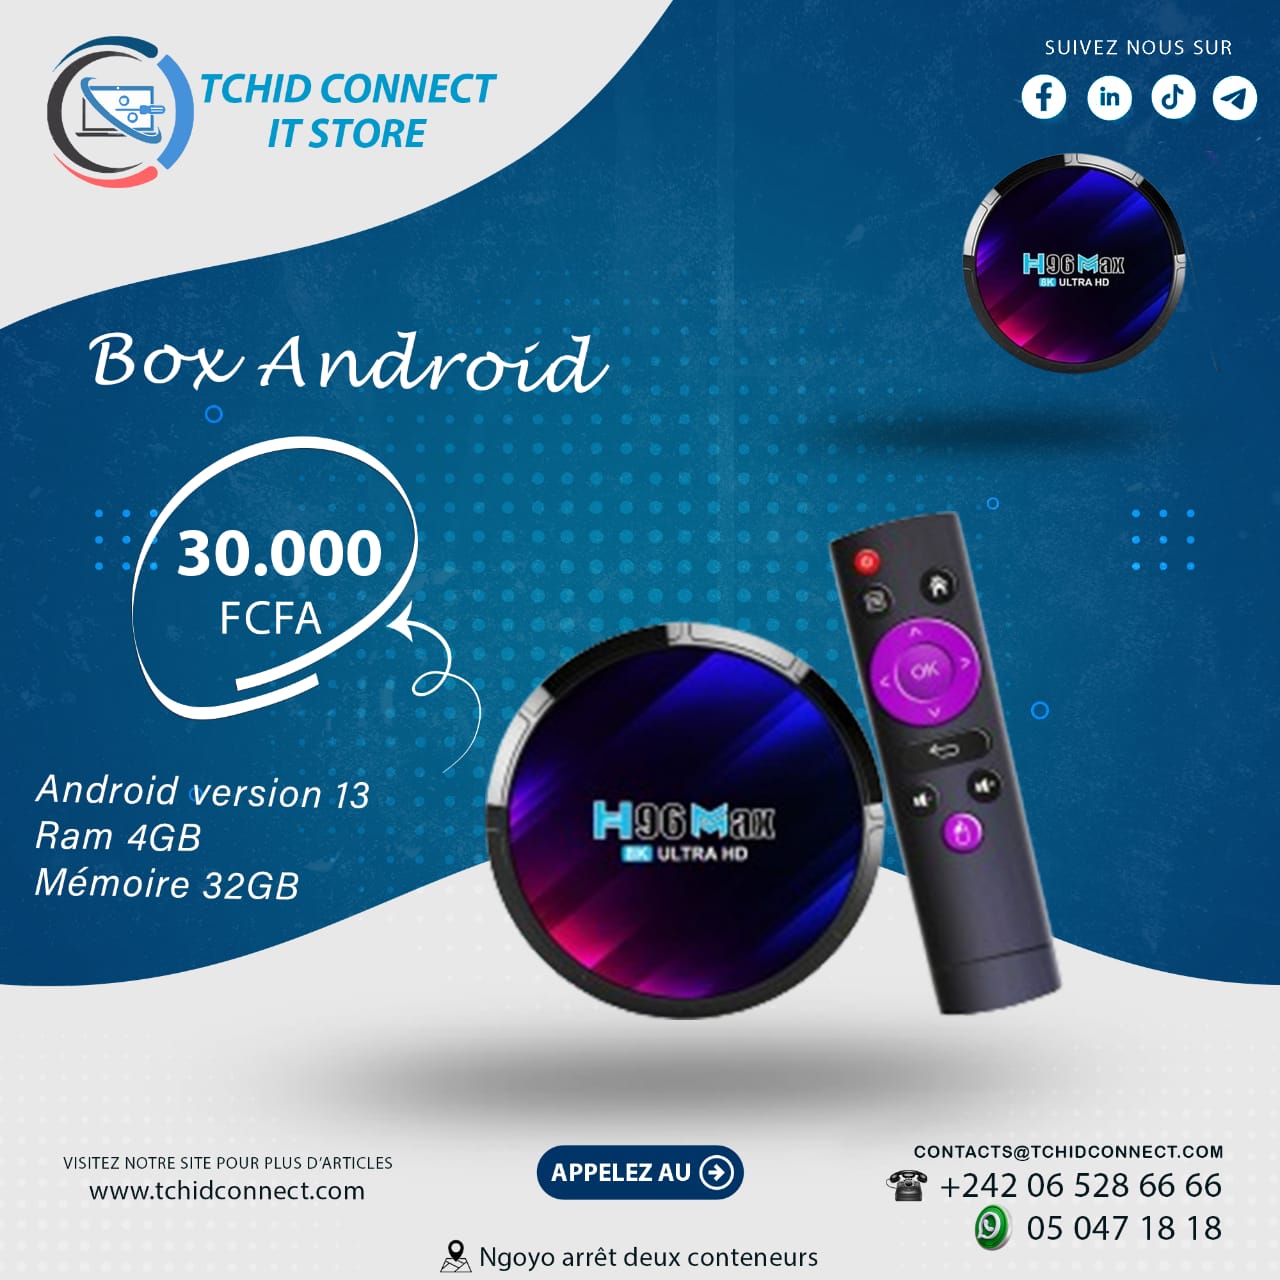 TCHID CONNECT
IT STORE
SUIVEZ NOUS SUR
f in
H96 Max
8K ULTRA HD
Box Android
30.000
FCFA
Android version 13
Ram 4GB
Mémoire 32GB
H96 Max
8K ULTRA HD
OK
VISITEZ NOTRE SITE POUR PLUS D'ARTICLES
www.tchidconnect.com
APPELEZ AU
CONTACTS@TCHIDCONNECT.COM
+242 06 528 66 66
05 047 18 18
Ngoyo arrêt deux conteneurs